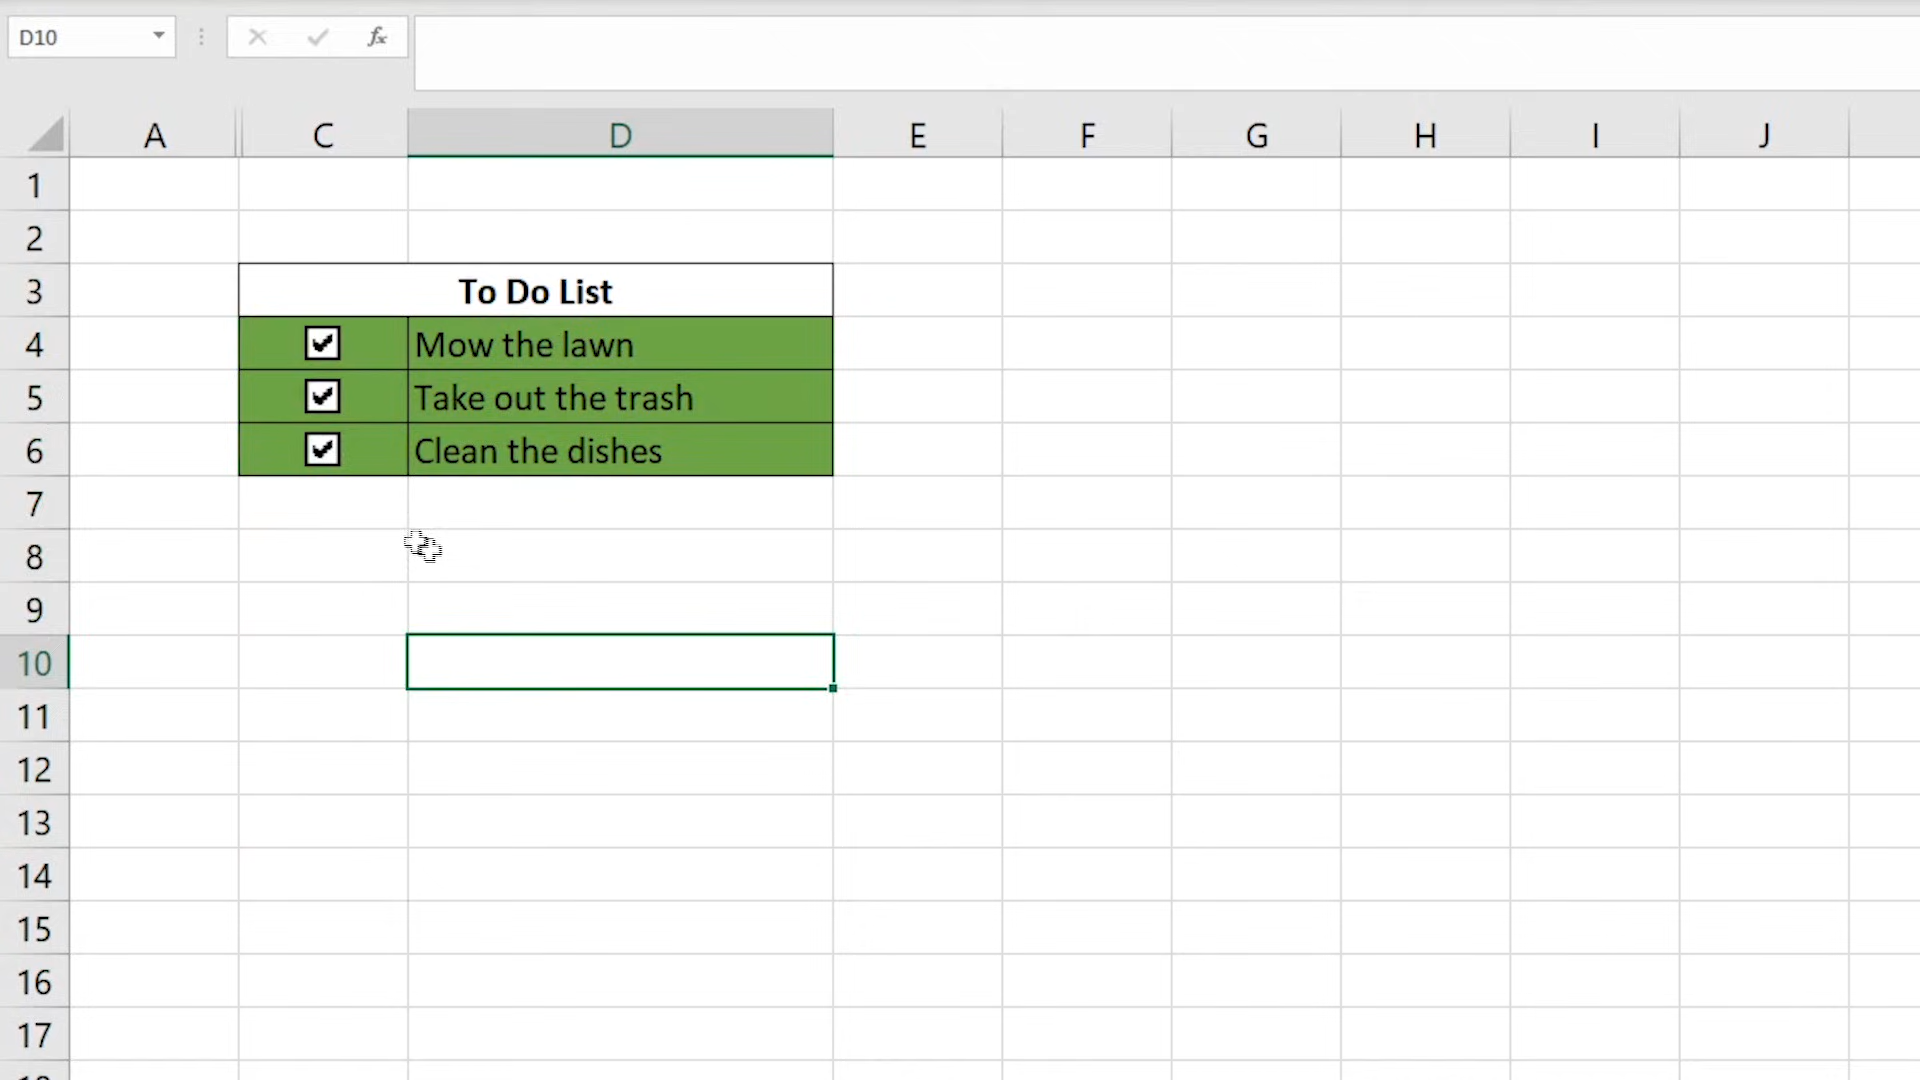 D10 fx
A C D E F G H I J
1
2
3 To Do List
4 Mow the lawn
5 Take out the trash
6 Clean the dishes
7
8
9
10
11
12
13
14
15
16
17